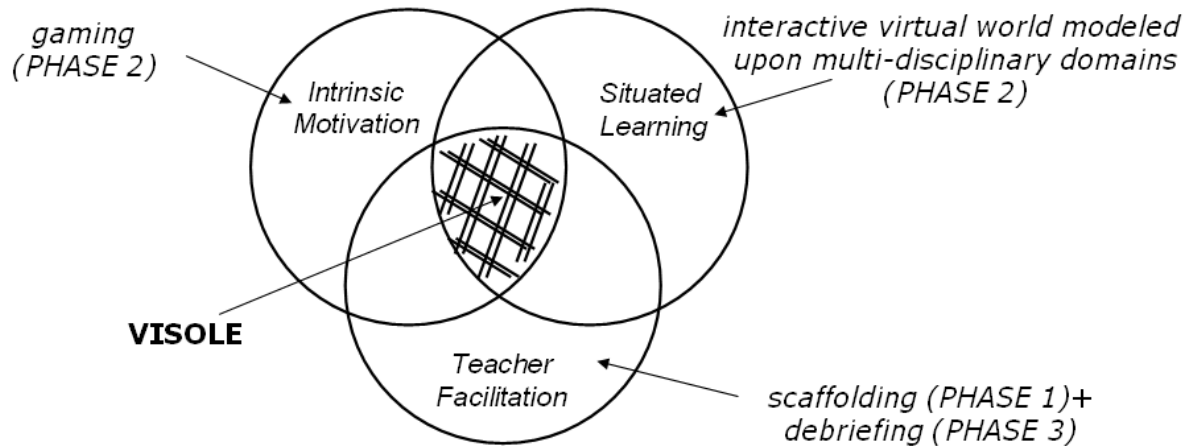 gaming
(PHASE 2)
interactive virtual world modeled
upon multi-disciplinary domains
(PHASE 2)
Intrinsic
Motivation
Situated
Learning
VISOLE
Teacher
Facilitation
scaffolding (PHASE 1)+
debriefing (PHASE 3)